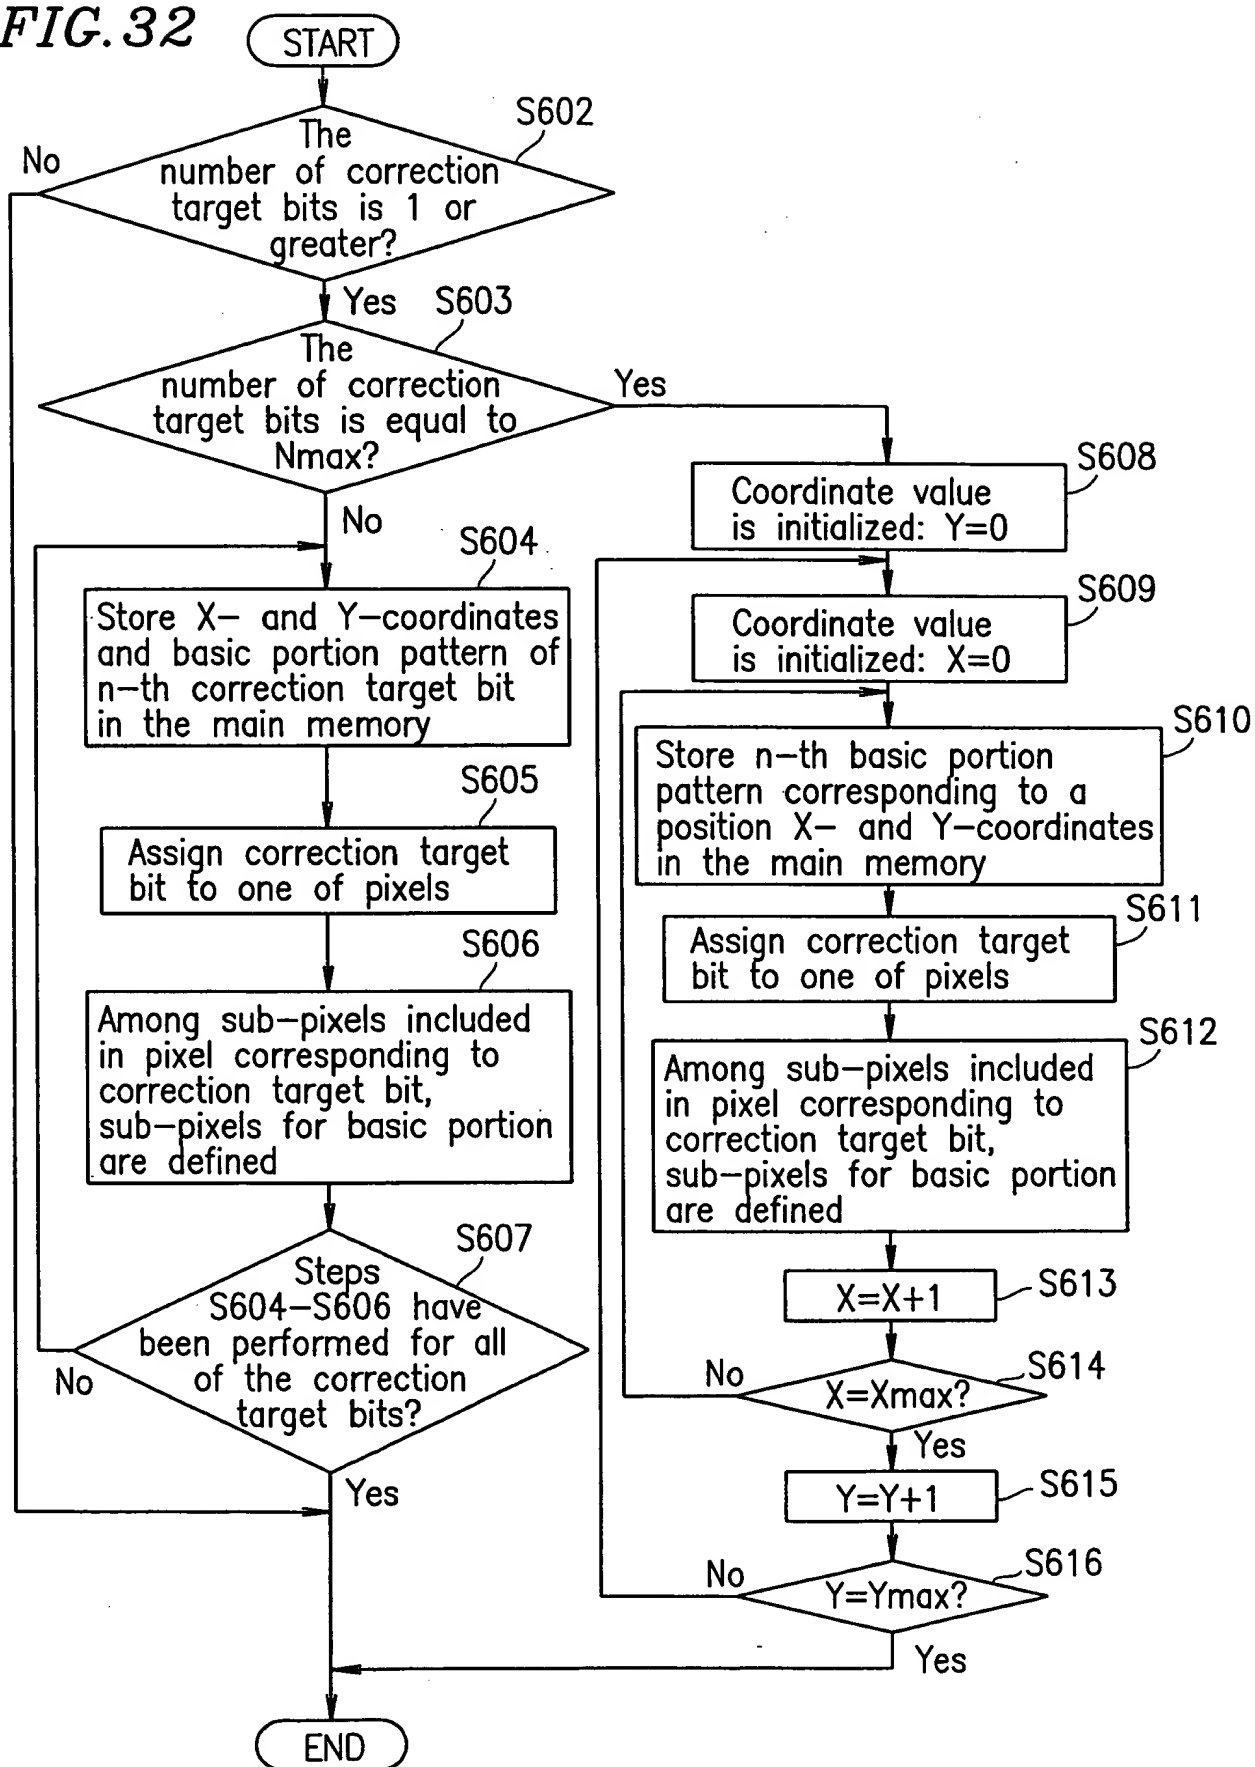 FIG.32
START
S602
The
number of correction
target bits is 1 or
greater?
No
Yes
S603
The
number of correction
target bits is equal to
Nmax?
Yes
No
S604
Store X- and Y-coordinates
and basic portion pattern of
n-th correction target bit
in the main memory
S605
Assign correction target
bit to one of pixels
S606
Among sub-pixels included
in pixel corresponding to
correction target bit,
sub-pixels for basic portion
are defined
S607
Steps
S604-S606 have
been performed for all
of the correction
target bits?
No
Yes
S608
Coordinate value
is initialized: Y=0
S609
Coordinate value
is initialized: X=0
S610
Store n-th basic portion
pattern corresponding to a
position X- and Y-coordinates
in the main memory
S611
Assign correction target
bit to one of pixels
S612
Among sub-pixels included
in pixel corresponding to
correction target bit,
sub-pixels for basic portion
are defined
X=X+1
S613
No
X=Xmax?
S614
Yes
Y=Y+1
S615
No
Y=Ymax?
S616
Yes
END